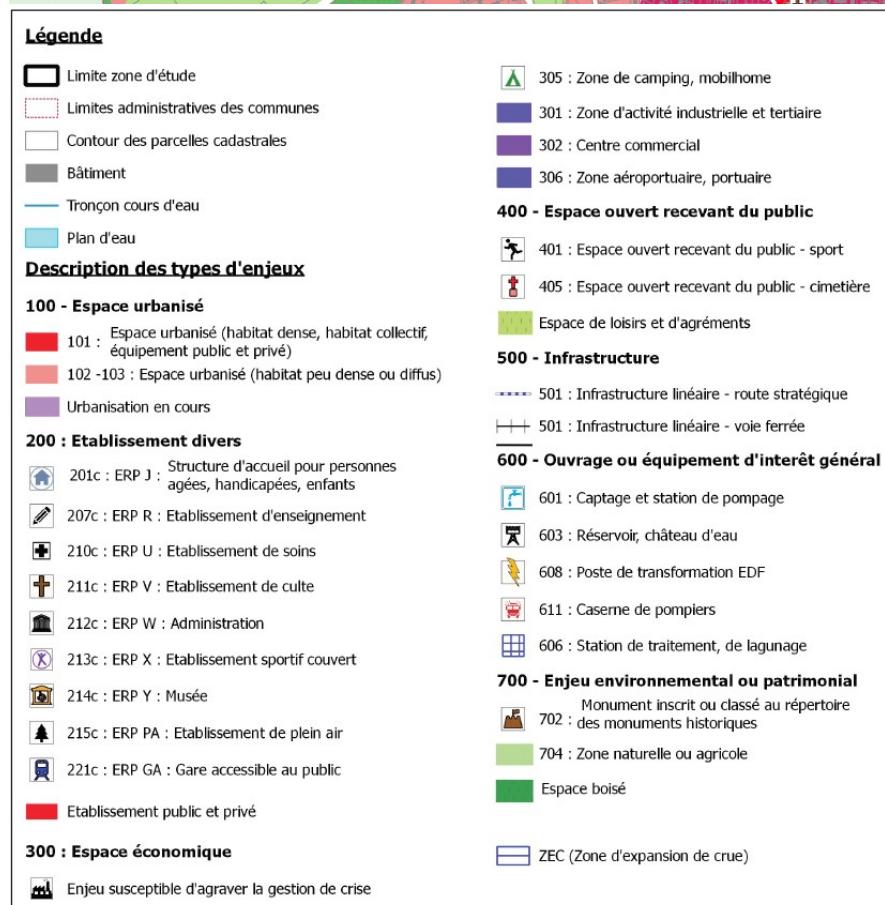 Légende
Limite zone d'étude
Limites administratives des communes
Contour des parcelles cadastrales
Bâtiment
Tronçon cours d'eau
Plan d'eau
Description des types d'enjeux
100 - Espace urbanisé
101 : Espace urbanisé (habitat dense, habitat collectif,
équipement public et privé)
102 -103 : Espace urbanisé (habitat peu dense ou diffus)
Urbanisation en cours
200 : Etablissement divers
201c : ERP J : Structure d'accueil pour personnes
agées, handicapées, enfants
207c : ERP R : Etablissement d'enseignement
210c : ERP U : Etablissement de soins
211c : ERP V : Etablissement de culte
212c : ERP W : Administration
213c : ERP X : Etablissement sportif couvert
214c : ERP Y : Musée
215c : ERP PA : Etablissement de plein air
221c : ERP GA : Gare accessible au public
Etablissement public et privé
300 : Espace économique
Enjeu susceptible d'agraver la gestion de crise
305 : Zone de camping, mobilhome
301 : Zone d'activité industrielle et tertiaire
302 : Centre commercial
306 : Zone aéroportuaire, portuaire
400 - Espace ouvert recevant du public
401 : Espace ouvert recevant du public - sport
405 : Espace ouvert recevant du public - cimetière
Espace de loisirs et d'agréments
500 - Infrastructure
501 : Infrastructure linéaire - route stratégique
501 : Infrastructure linéaire - voie ferrée
600 - Ouvrage ou équipement d'interêt général
601 : Captage et station de pompage
603 : Réservoir, château d'eau
608 : Poste de transformation EDF
611 : Caserne de pompiers
606 : Station de traitement, de lagunage
700 - Enjeu environmental ou patrimonial
702 : Monument inscrit ou classé au répertoire
des monuments historiques
704 : Zone naturelle ou agricole
Espace boisé
ZEC (Zone d'expansion de crue)